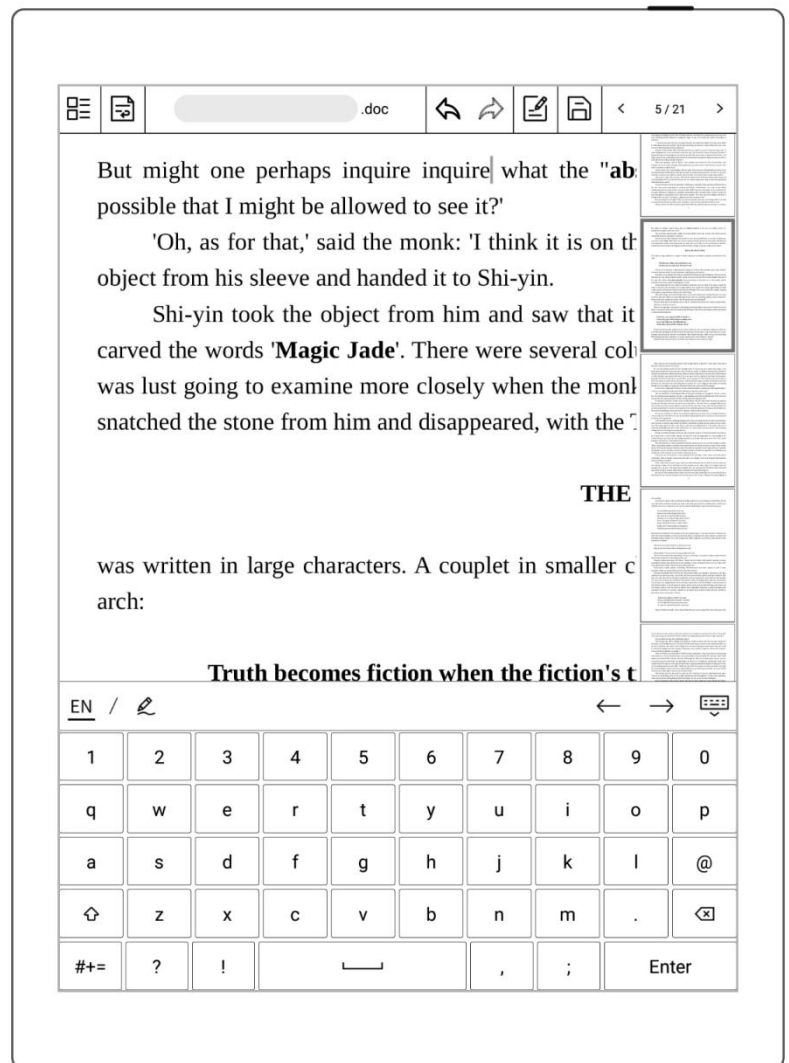 .doc
5 / 21
But might one perhaps inquire inquire what the "ab
possible that I might be allowed to see it?'
'Oh, as for that,' said the monk: 'I think it is on th
object from his sleeve and handed it to Shi-yin.
Shi-yin took the object from him and saw that it
carved the words 'Magic Jade'. There were several
was lust going to examine more closely when the
snatched the stone from him and disappeared, with the
THE
was written in large characters. A couplet in smaller
arch:
Truth becomes fiction when the fiction's
EN /
1 2 3 4 5 6 7 8 9 0
q w e r t y u i o p
a s d f g h j k l @
z x c v b n m .
#+= ? ! , ; Enter